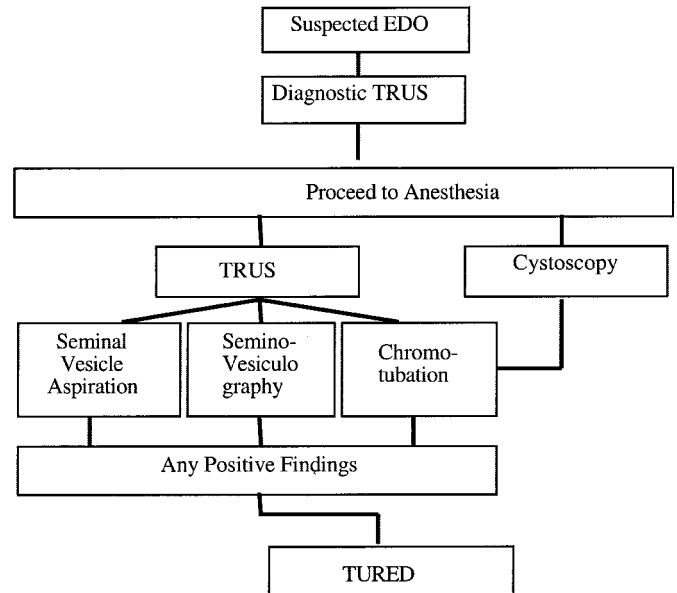 Suspected EDO
Diagnostic TRUS
Proceed to Anesthesia
TRUS
Cystoscopy
Seminal
Vesicle
Aspiration
Semino-
Vesiculo
graphy
Chromo-
tubation
Any Positive Findings
TURED